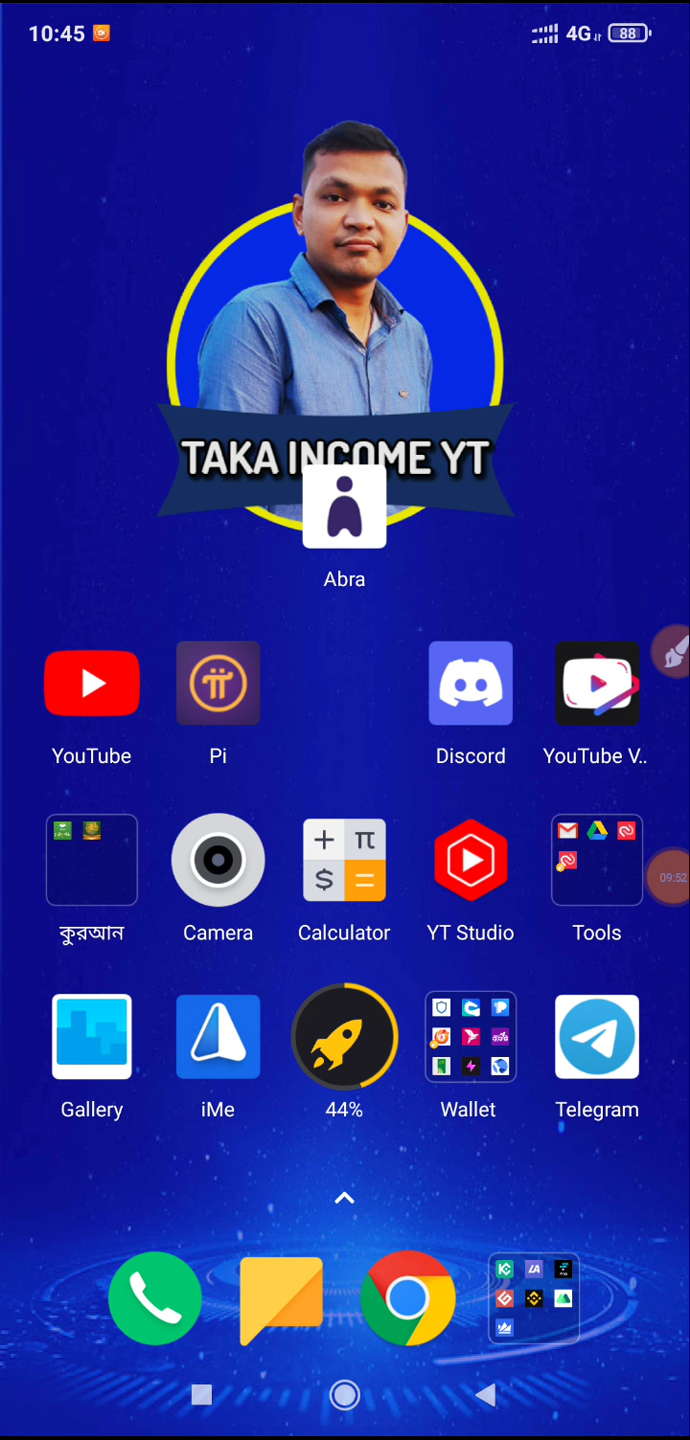 10:45
4G
88
TAKA INCOME YT
Abra
YouTube
Pi
Discord
YouTube V..
09:52
কুরআন
Camera
Calculator
YT Studio
Tools
Gallery
iMe
44%
Wallet
Telegram